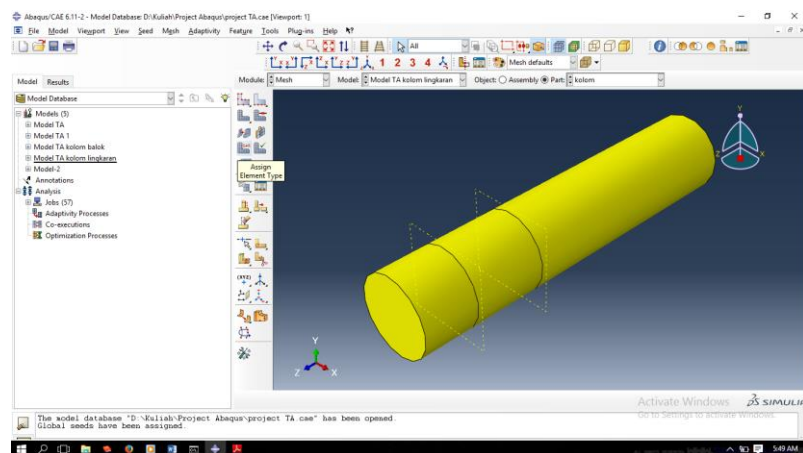 Abaqus/CAE 6.11-2 - Model Database: D:\Kuliah\Project Abaqus\project TA.cae [Viewport: 1]
File Model Viewport View Seed Mesh Adaptivity Feature Tools Plug-ins Help
All
1 2 3 4 Mesh defaults
Model Results
Module: Mesh Model: Model TA kolom lingkaran Object: Assembly Part: kolom
Model Database
Models (5)
Model TA
Model TA 1
Model TA kolom balok
Model TA kolom lingkaran
Model-2
Annotations
Analysis
Jobs (57)
Adaptivity Processes
Co-executions
Optimization Processes
Assign
Element Type
(XYZ)
Y
Z X
Y
Z X
Activate Windows
Go to Settings to activate Windows.
SIMULIA
The model database "D:\Kuliah\Project Abaqus\project TA.cae" has been opened.
Global seeds have been assigned.
5:49 AM